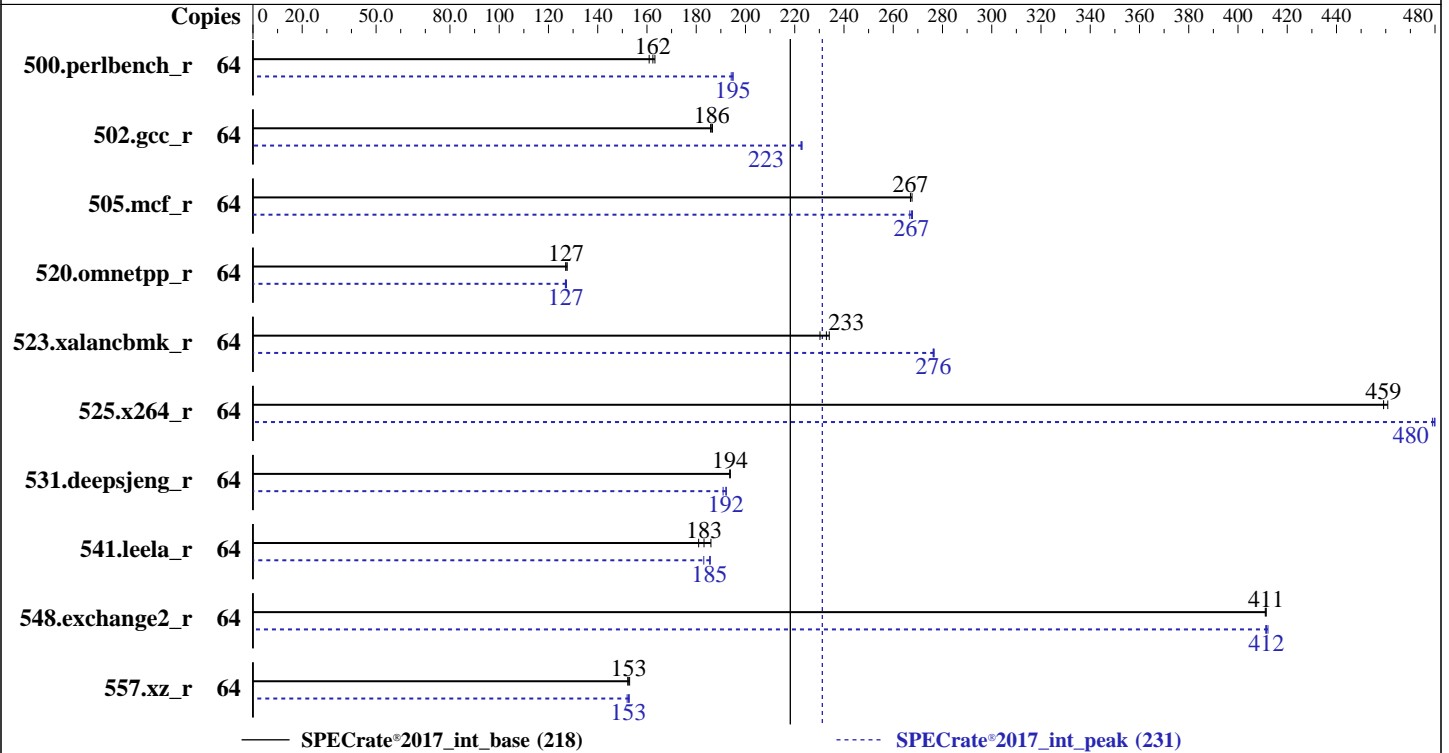 Copies 0 20.0 50.0 80.0 100 120 140 160 180 200 220 240 260 280 300 320 340 360 380 400 420 440 480
162
500.perlbench_r 64
195
186
502.gcc_r 64
223
267
505.mcf_r 64
267
127
520.omnetpp_r 64
127
233
523.xalancbmk_r 64
276
459
525.x264_r 64
480
194
531.deepsjeng_r 64
192
183
541.leela_r 64
185
411
548.exchange2_r 64
412
153
557.xz_r 64
153
SPECrate®2017_int_base (218) SPECrate®2017_int_peak (231)